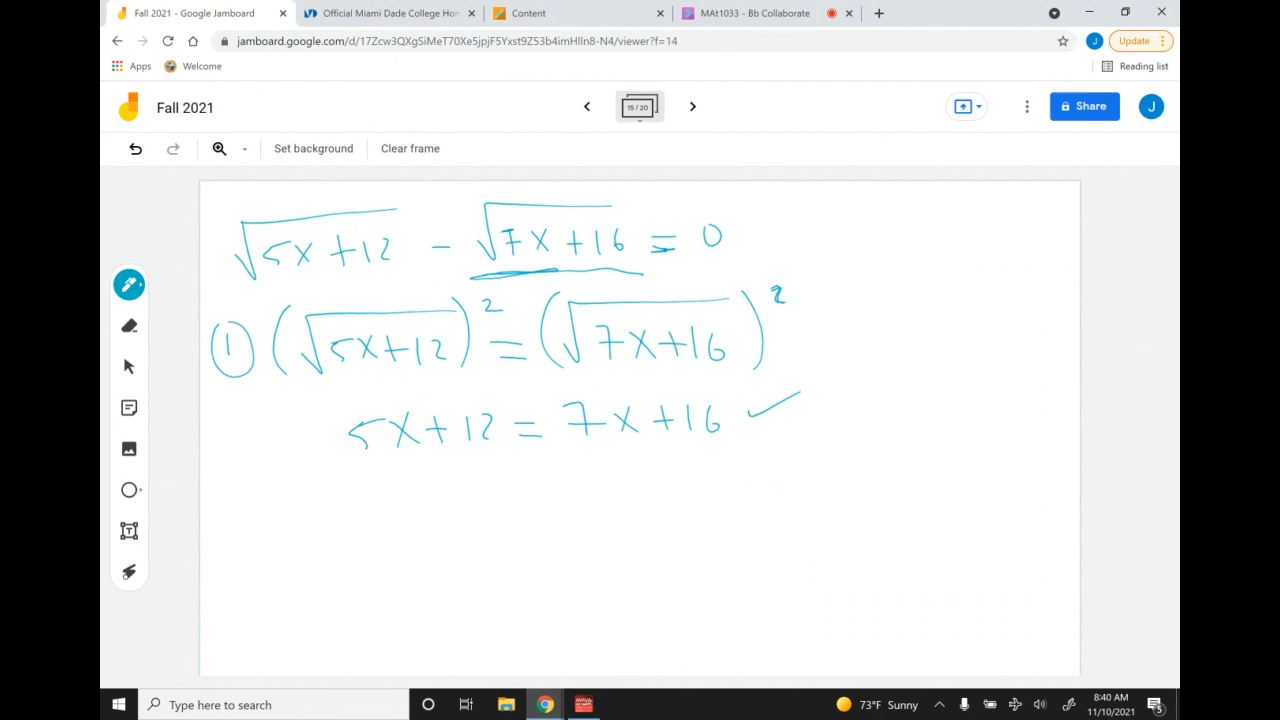 Fall 2021 - Google Jamboard
Official Miami Dade College Hon
Content
MAt1033 - Bb Collaborate
jamboard.google.com/d/17Zcw3QXgSiMeT70Xe5jpjF5Yxst9Z53b4imHlln8-N4/viewer?f=14
Update
Apps
Welcome
Reading list
Fall 2021
15 / 20
Share
J
Set background
Clear frame
√5x+12 - √7x+16 = 0
① (√5x+12)² = (√7x+16)²
5x+12 = 7x+16 ✓
Type here to search
73°F Sunny
8:40 AM
11/10/2021
5